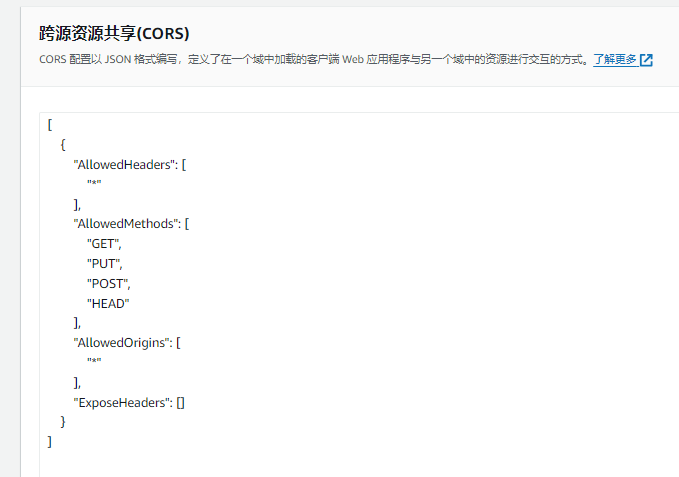 跨源资源共享(CORS)
CORS 配置以 JSON 格式编写，定义了在一个域中加载的客户端 Web 应用程序与另一个域中的资源进行交互的方式。了解更多
[
{
"AllowedHeaders": [
"*"
],
"AllowedMethods": [
"GET",
"PUT",
"POST",
"HEAD"
],
"AllowedOrigins": [
"*"
],
"ExposeHeaders": []
}
]